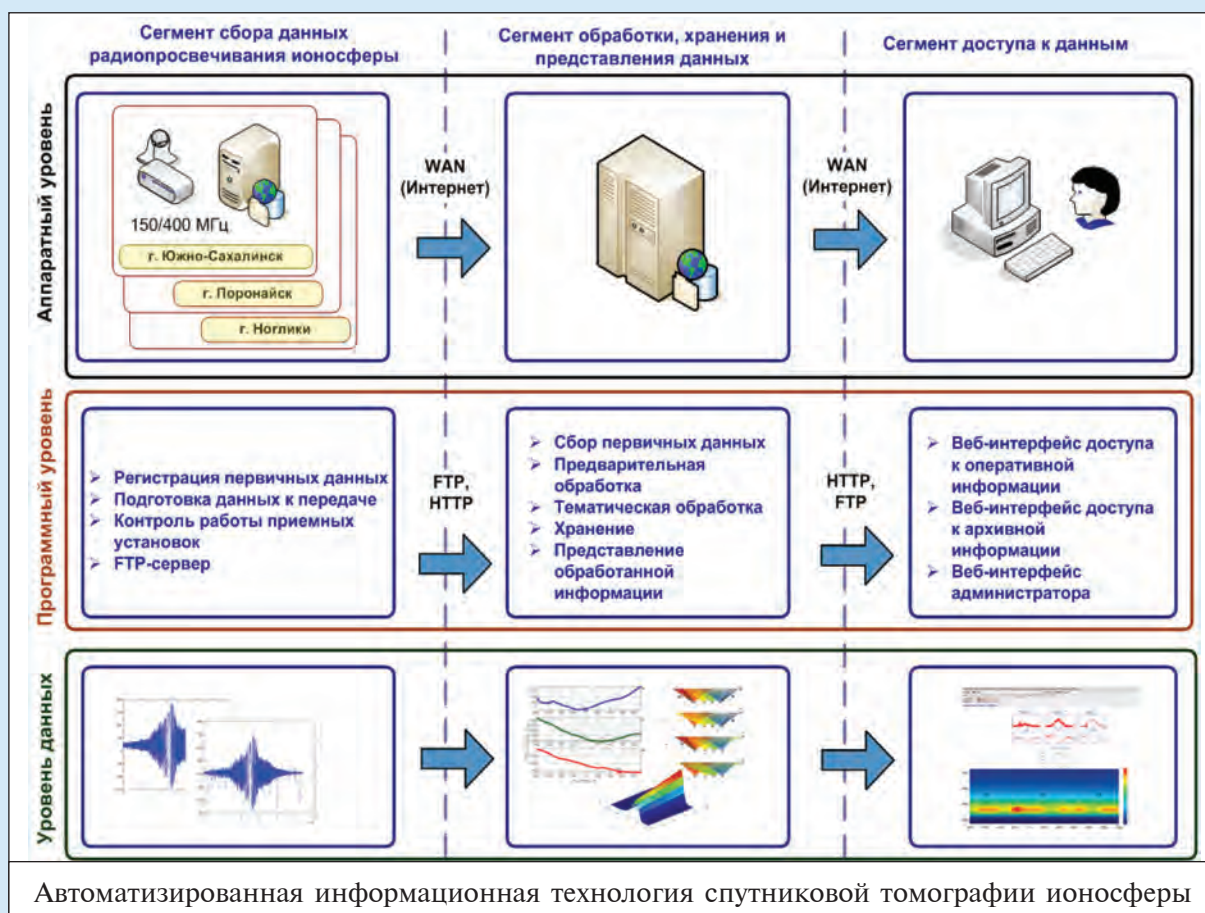 Сегмент сбора данных
радиопросвечивания ионосферы
Сегмент обработки, хранения и
представления данных
Сегмент доступа к данным
Аппаратный уровень
150/400 МГц
г. Южно-Сахалинск
г. Поронайск
г. Ноглики
WAN
(Интернет)
WAN
(Интернет)
Программный уровень
➢ Регистрация первичных данных
➢ Подготовка данных к передаче
➢ Контроль работы приемных
установок
➢ FTP-сервер
FTP,
HTTP
➢ Сбор первичных данных
➢ Предварительная
обработка
➢ Тематическая обработка
➢ Хранение
➢ Представление
обработанной
информации
HTTP,
FTP
➢ Веб-интерфейс доступа
к оперативной
информации
➢ Веб-интерфейс доступа
к архивной
информации
➢ Веб-интерфейс
администратора
Уровень данных
Автоматизированная информационная технология спутниковой томографии ионосферы